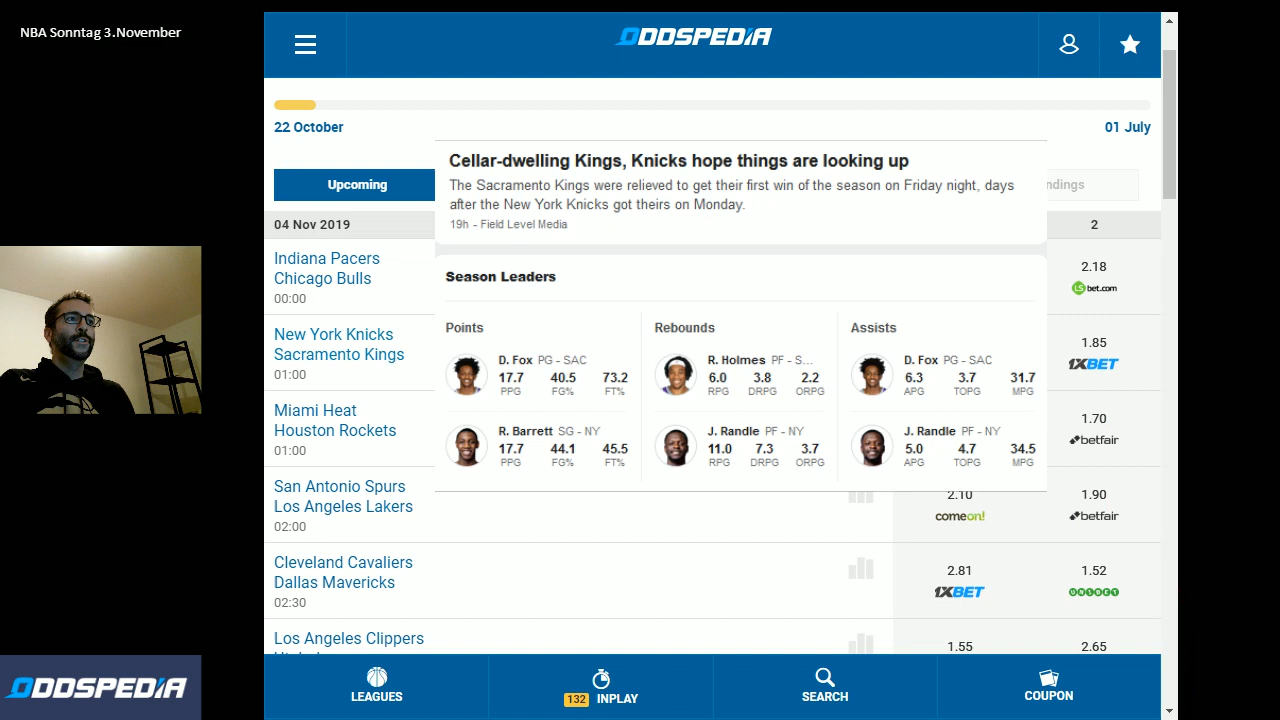 NBA Sonntag 3.November
ODDSPEDIA
22 October
01 July
Cellar-dwelling Kings, Knicks hope things are looking up
The Sacramento Kings were relieved to get their first win of the season on Friday night, days
after the New York Knicks got theirs on Monday.
19h - Field Level Media
Upcoming
ndings
04 Nov 2019
2
Season Leaders
Points
Rebounds
Assists
D. Fox PG - SAC
17.7 40.5 73.2
PPG FG% FT%
R. Barrett SG - NY
17.7 44.1 45.5
PPG FG% FT%
R. Holmes PF - S...
6.0 3.8 2.2
RPG DRPG ORPG
J. Randle PF - NY
11.0 7.3 3.7
RPG DRPG ORPG
D. Fox PG - SAC
6.3 3.7 31.7
APG TOPG MPG
J. Randle PF - NY
5.0 4.7 34.5
APG TOPG MPG
Indiana Pacers
Chicago Bulls
00:00
2.18
LSbet.com
New York Knicks
Sacramento Kings
01:00
1.85
1XBET
Miami Heat
Houston Rockets
01:00
1.70
betfair
San Antonio Spurs
Los Angeles Lakers
02:00
2.10
comeon!
1.90
betfair
Cleveland Cavaliers
Dallas Mavericks
02:30
2.81
1XBET
1.52
UNIBET
Los Angeles Clippers
1.55
2.65
LEAGUES
132 INPLAY
SEARCH
COUPON
ODDSPEDIA